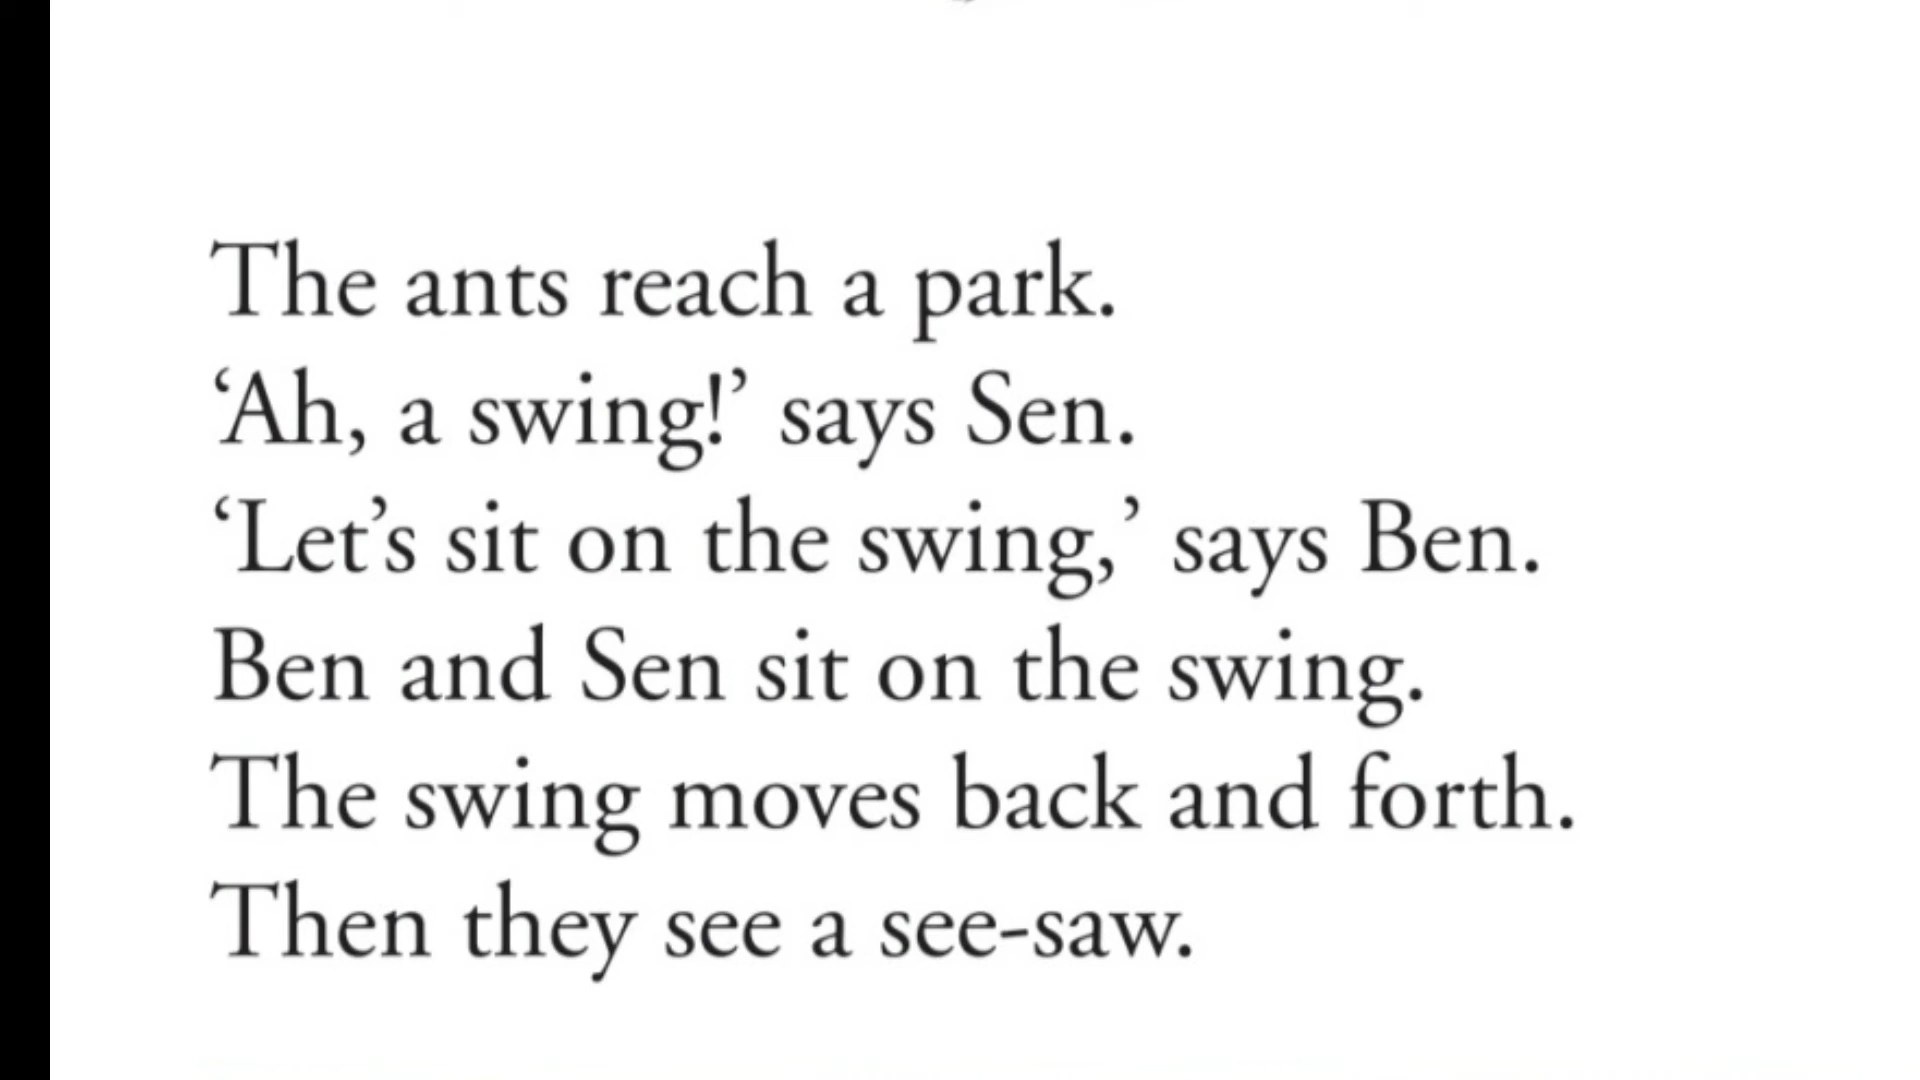 The ants reach a park.
‘Ah, a swing!’ says Sen.
‘Let’s sit on the swing,’ says Ben.
Ben and Sen sit on the swing.
The swing moves back and forth.
Then they see a see-saw.